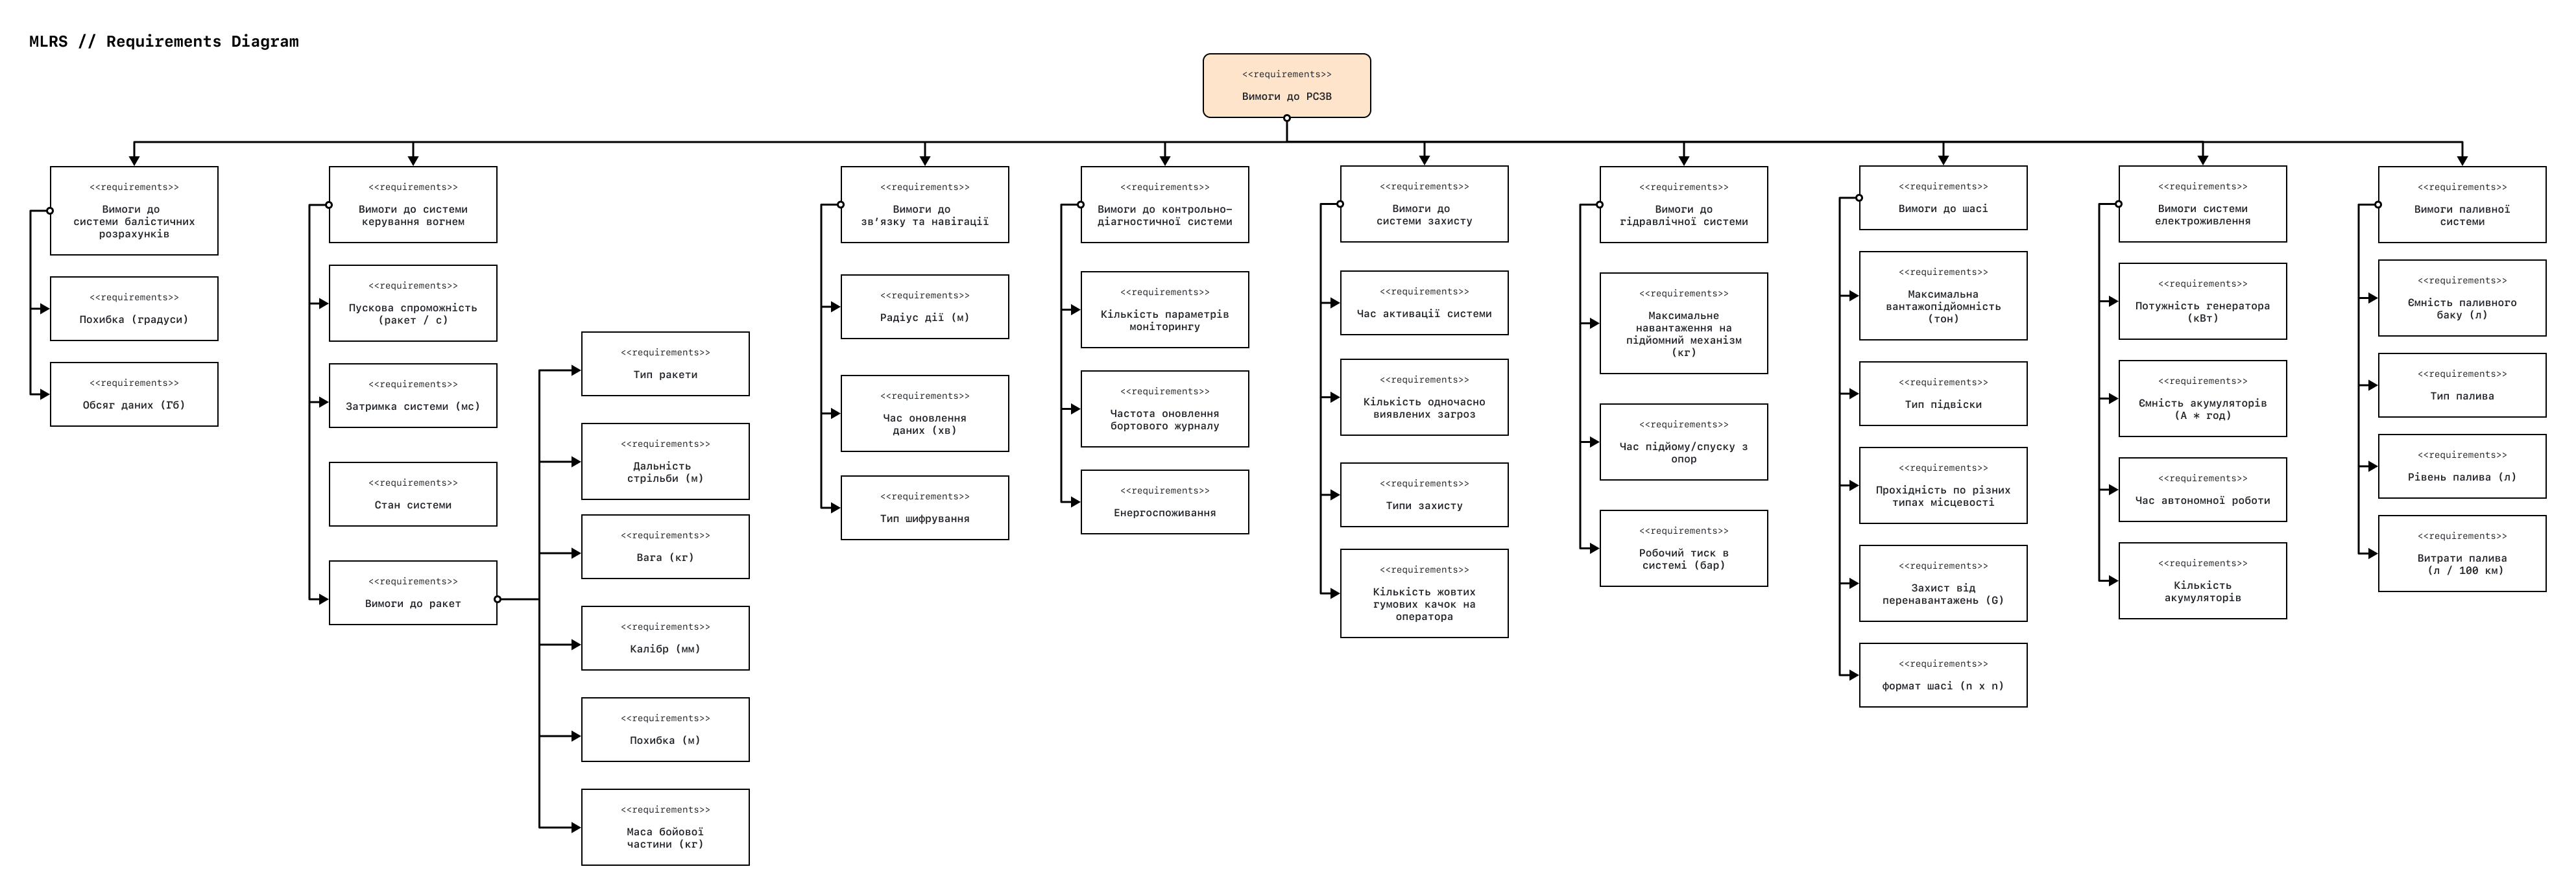 MLRS // Requirements Diagram
<<requirements>>
Вимоги до РСЗВ
<<requirements>>
Вимоги до
системи балістичних
розрахунків
<<requirements>>
Похибка (градуси)
<<requirements>>
Обсяг даних (Гб)
<<requirements>>
Вимоги до системи
керування вогнем
<<requirements>>
Пускова спроможність
(ракет / с)
<<requirements>>
Затримка системи (мс)
<<requirements>>
Стан системи
<<requirements>>
Вимоги до ракет
<<requirements>>
Тип ракети
<<requirements>>
Дальність
стрільби (м)
<<requirements>>
Вага (кг)
<<requirements>>
Калібр (мм)
<<requirements>>
Похибка (м)
<<requirements>>
Маса бойової
частини (кг)
<<requirements>>
Вимоги до
зв’язку та навігації
<<requirements>>
Радіус дії (м)
<<requirements>>
Час оновлення
даних (хв)
<<requirements>>
Тип шифрування
<<requirements>>
Вимоги до контрольно-
діагностичної системи
<<requirements>>
Кількість параметрів
моніторингу
<<requirements>>
Частота оновлення
бортового журналу
<<requirements>>
Енергоспоживання
<<requirements>>
Вимоги до
системи захисту
<<requirements>>
Час активації системи
<<requirements>>
Кількість одночасно
виявлених загроз
<<requirements>>
Типи захисту
<<requirements>>
Кількість жовтих
гумових качок на
оператора
<<requirements>>
Вимоги до
гідравлічної системи
<<requirements>>
Максимальне
навантаження на
підйомний механізм
(кг)
<<requirements>>
Час підйому/спуску з
опор
<<requirements>>
Робочий тиск в
системі (бар)
<<requirements>>
Вимоги до шасі
<<requirements>>
Максимальна
вантажопідйомність
(тон)
<<requirements>>
Тип підвіски
<<requirements>>
Прохідність по різних
типах місцевості
<<requirements>>
Захист від
перенавантажень (G)
<<requirements>>
формат шасі (n x n)
<<requirements>>
Вимоги системи
електроживлення
<<requirements>>
Потужність генератора
(кВт)
<<requirements>>
Ємність акумуляторів
(А * год)
<<requirements>>
Час автономної роботи
<<requirements>>
Кількість
акумуляторів
<<requirements>>
Вимоги паливної
системи
<<requirements>>
Ємність паливного
баку (л)
<<requirements>>
Тип палива
<<requirements>>
Рівень палива (л)
<<requirements>>
Витрати палива
(л / 100 км)